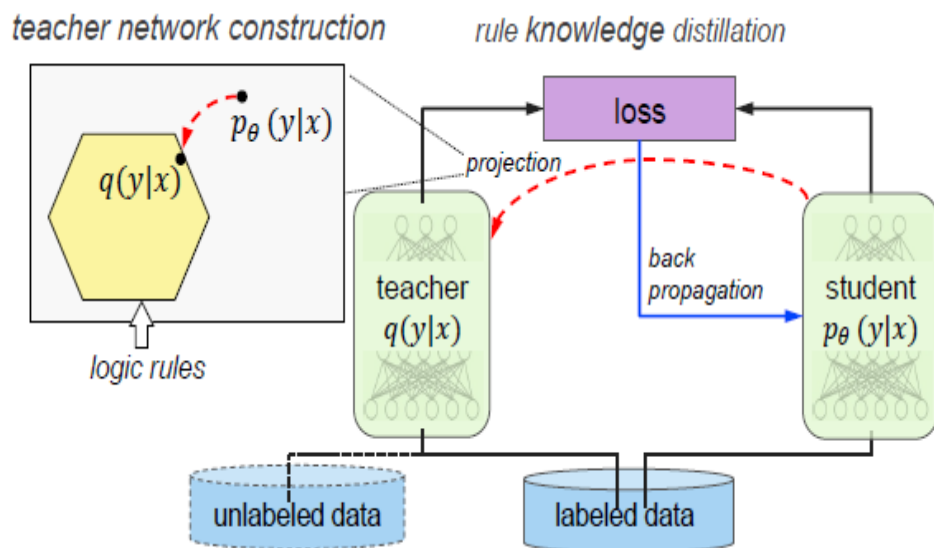 teacher network construction
rule knowledge distillation
loss
pθ (y|x)
q(y|x)
projection
logic rules
teacher
q(y|x)
back
propagation
student
pθ (y|x)
unlabeled data
labeled data